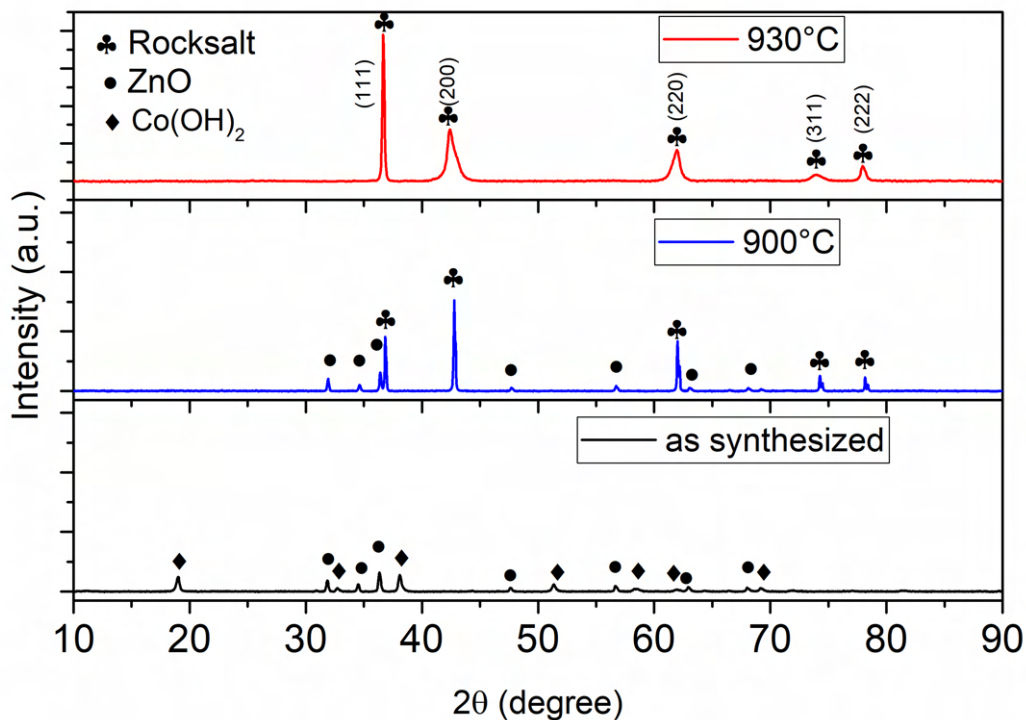 Rocksalt
ZnO
Co(OH)2
930°C
(111)
(200)
(220)
(311)
(222)
900°C
as synthesized
Intensity (a.u.)
10 20 30 40 50 60 70 80 90
2θ (degree)